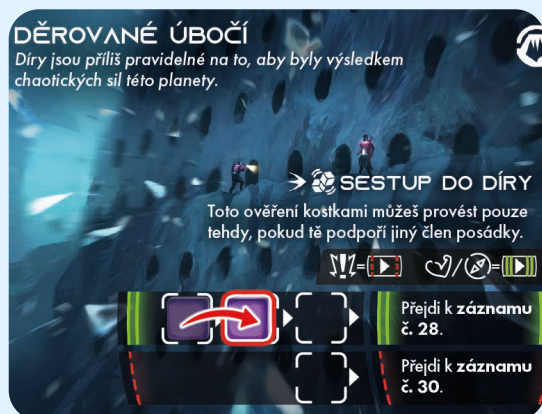 DĚROVANÉ ÚBOČÍ
Díry jsou příliš pravidelné na to, aby byly výsledkem
chaotických sil této planety.
SESTUP DO DÍRY
Toto ověření kostkami můžeš provést pouze
tehdy, pokud tě podpoří jiný člen posádky.
Přejdi k záznamu
č. 28.
Přejdi k záznamu
č. 30.